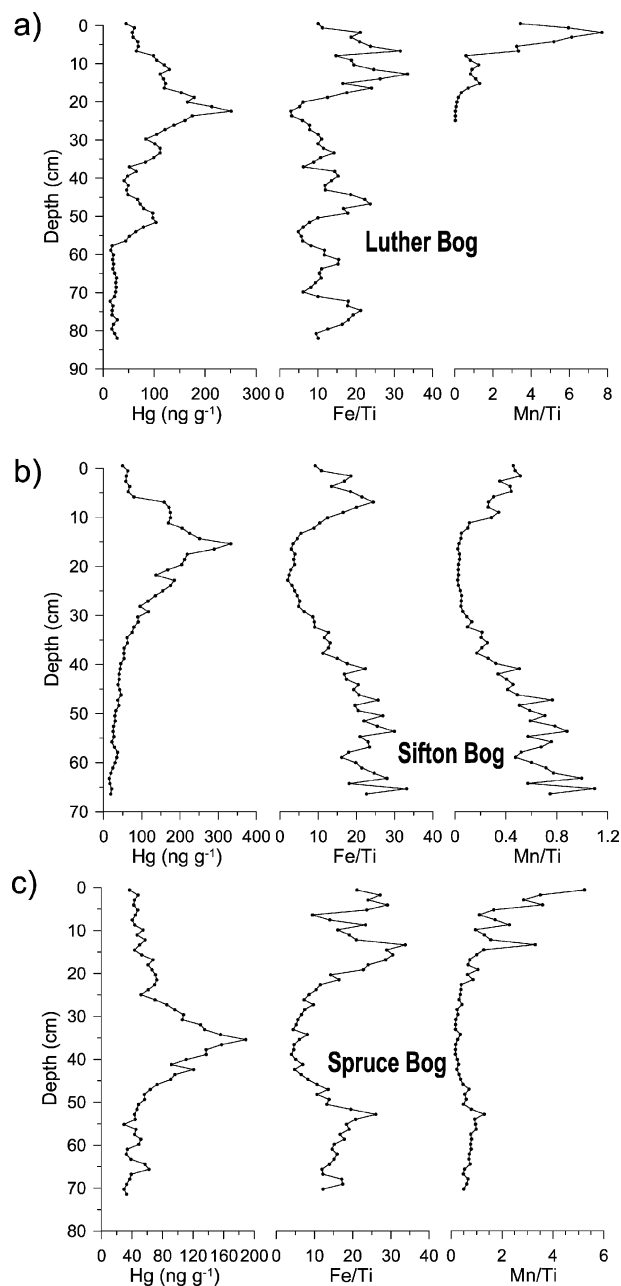 a)
0
10
20
30
40
50
60
70
80
90
Depth (cm)
0 100 200 300
Hg (ng g⁻¹)
0 10 20 30 40
Fe/Ti
0 2 4 6 8
Mn/Ti
Luther Bog
b)
0
10
20
30
40
50
60
70
Depth (cm)
0 100 200 300 400
Hg (ng g⁻¹)
0 10 20 30 40
Fe/Ti
0 0.4 0.8 1.2
Mn/Ti
Sifton Bog
c)
0
10
20
30
40
50
60
70
80
Depth (cm)
0 40 80 120 160 200
Hg (ng g⁻¹)
0 10 20 30 40
Fe/Ti
0 2 4 6
Mn/Ti
Spruce Bog